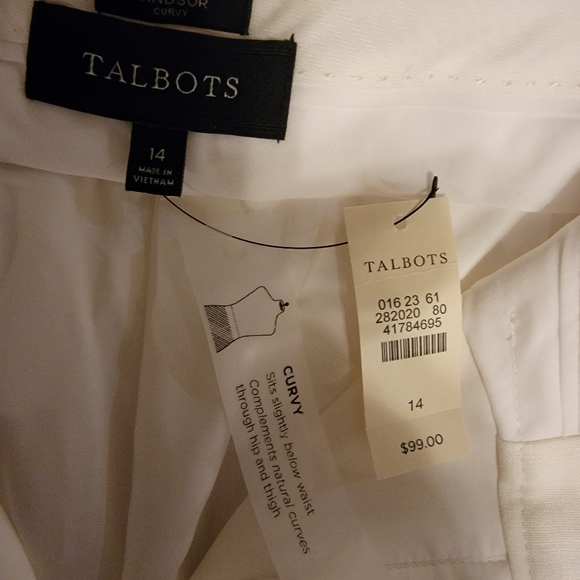 CURVY
TALBOTS
14
MADE IN
VIETNAM
TALBOTS
016 23 61
282020 80
41784695
14
$99.00
CURVY
Sits slightly below waist
Complements natural curves
through hip and thigh